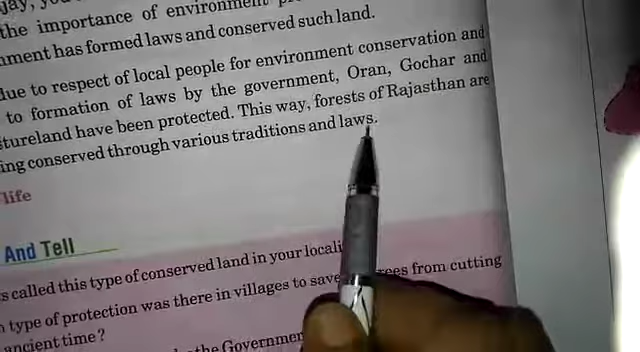 the importance of environment
ment has formed laws and conserved such land.
due to respect of local people for environment conservation and
to formation of laws by the government, Oran, Gochar and
tureland have been protected. This way, forests of Rajasthan are
ing conserved through various traditions and laws.
life
And Tell
s called this type of conserved land in your locali
type of protection was there in villages to save rees from cutting
ancient time?
the Governmen